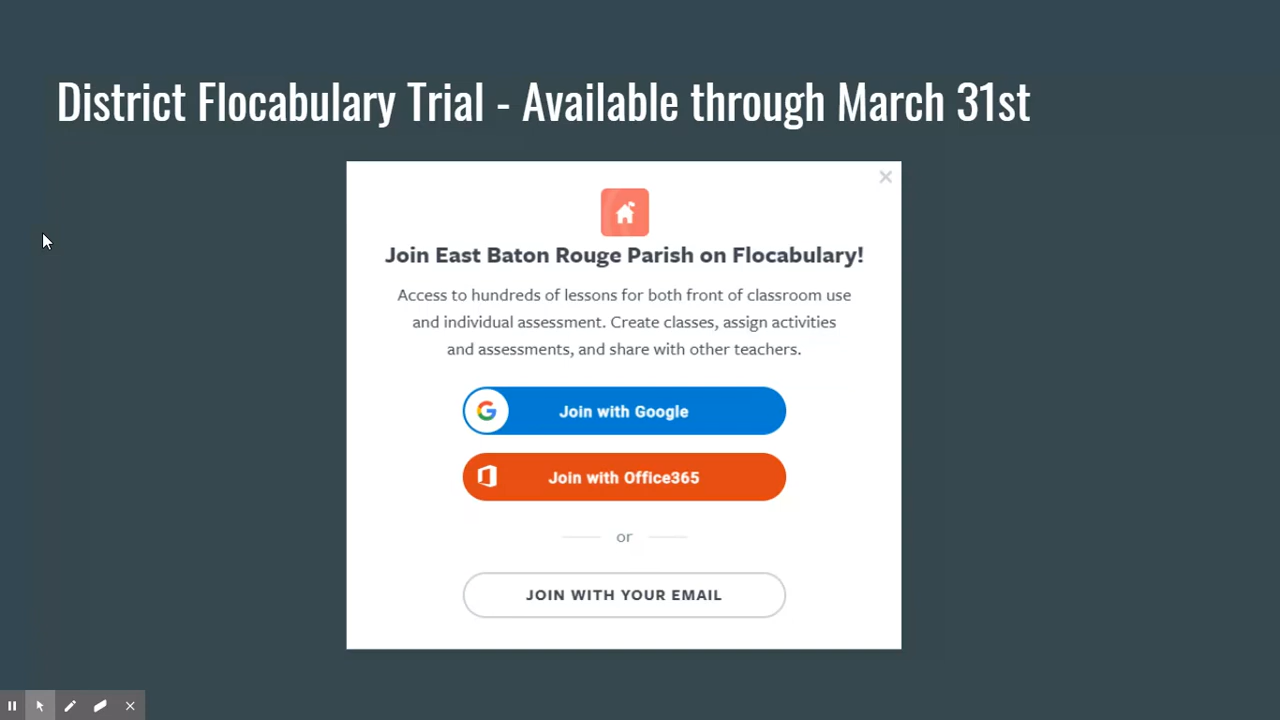 District Flocabulary Trial - Available through March 31st
Join East Baton Rouge Parish on Flocabulary!
Access to hundreds of lessons for both front of classroom use
and individual assessment. Create classes, assign activities
and assessments, and share with other teachers.
Join with Google
Join with Office365
or
JOIN WITH YOUR EMAIL